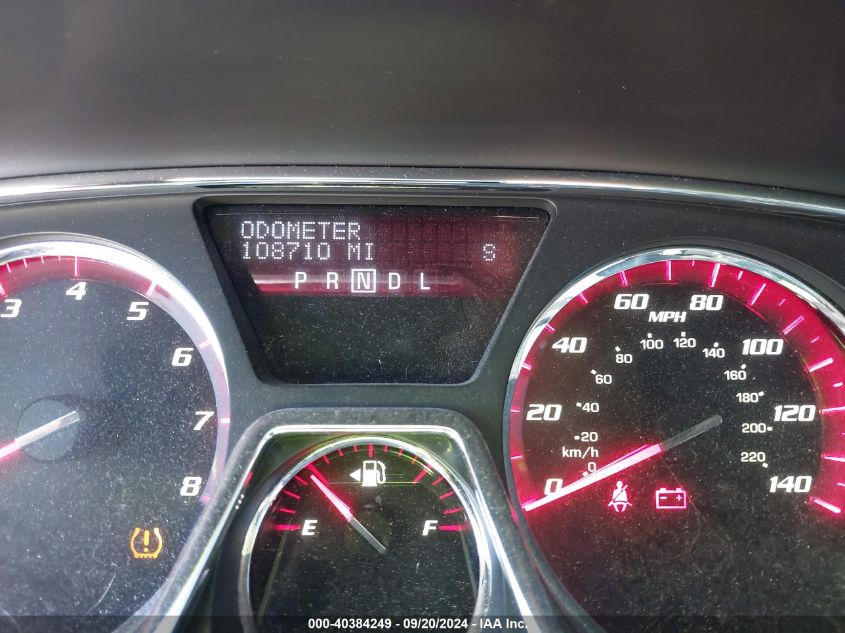 ODOMETER
108710 MI S
P R N D L
3 4 5 6 7 8
0 20 40 60 80 100 120 140
MPH
0 20 40 60 80 100 120 140 160 180 200 220
km/h
E F
000-40384249 - 09/20/2024 - IAA Inc.